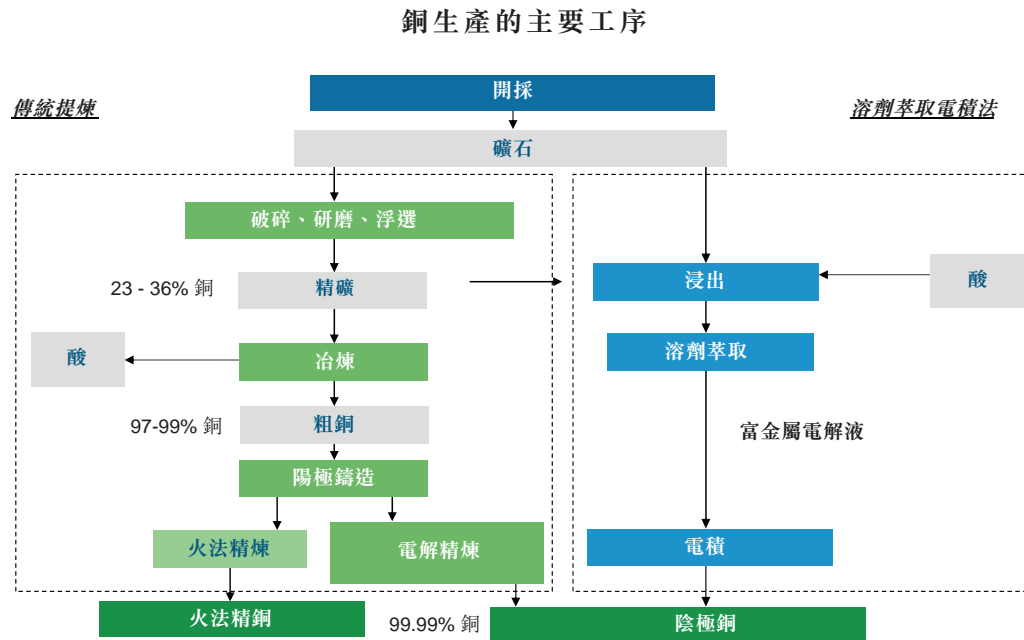 銅生產的主要工序
開採
傳統提煉
溶劑萃取電積法
礦石
破碎、研磨、浮選
23 - 36% 銅
精礦
浸出
酸
酸
冶煉
溶劑萃取
97-99% 銅
粗銅
富金屬電解液
陽極鑄造
火法精煉
電解精煉
電積
火法精銅
99.99% 銅
陰極銅